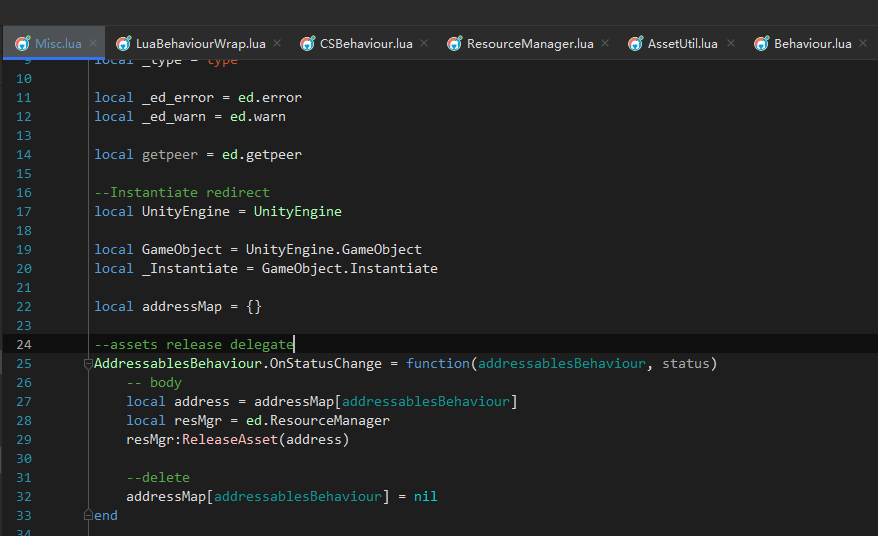 Misc.lua × LuaBehaviourWrap.lua × CSBehaviour.lua × ResourceManager.lua × AssetUtil.lua × Behaviour.lua ×
9 local _type = type
10
11 local _ed_error = ed.error
12 local _ed_warn = ed.warn
13
14 local getpeer = ed.getpeer
15
16 --Instantiate redirect
17 local UnityEngine = UnityEngine
18
19 local GameObject = UnityEngine.GameObject
20 local _Instantiate = GameObject.Instantiate
21
22 local addressMap = {}
23
24 --assets release delegate
25 AddressablesBehaviour.OnStatusChange = function(addressablesBehaviour, status)
26 -- body
27 local address = addressMap[addressablesBehaviour]
28 local resMgr = ed.ResourceManager
29 resMgr:ReleaseAsset(address)
30
31 --delete
32 addressMap[addressablesBehaviour] = nil
33 end
34